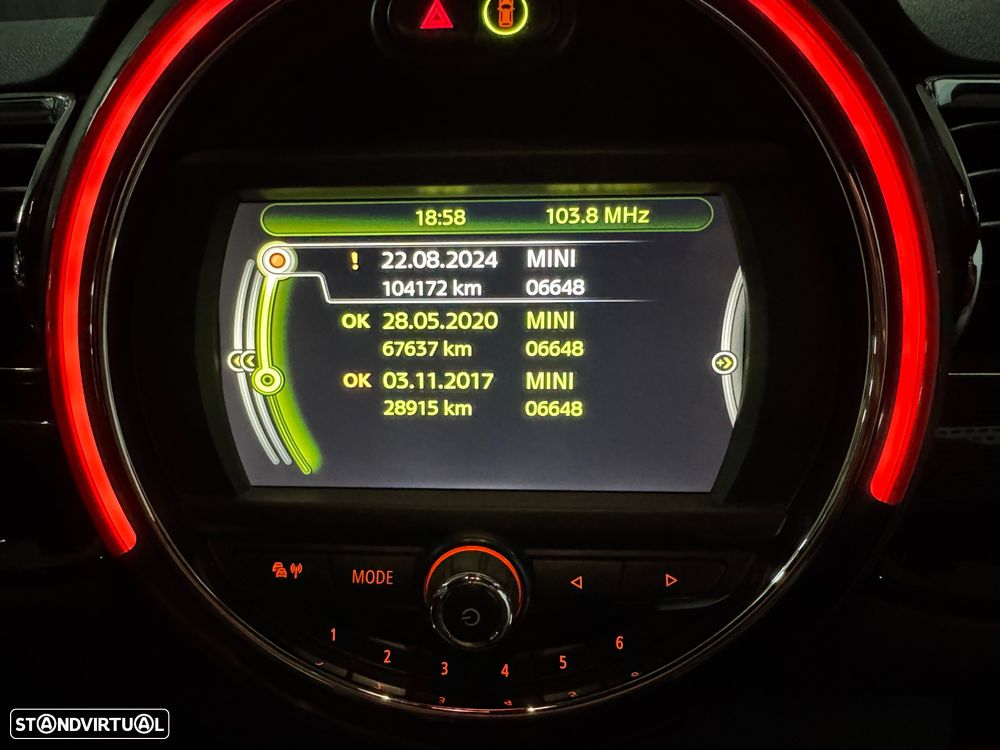 18:58 103.8 MHz
! 22.08.2024 MINI
104172 km 06648
OK 28.05.2020 MINI
67637 km 06648
OK 03.11.2017 MINI
28915 km 06648
MODE
1 2 3 4 5 6
STANDVIRTUAL